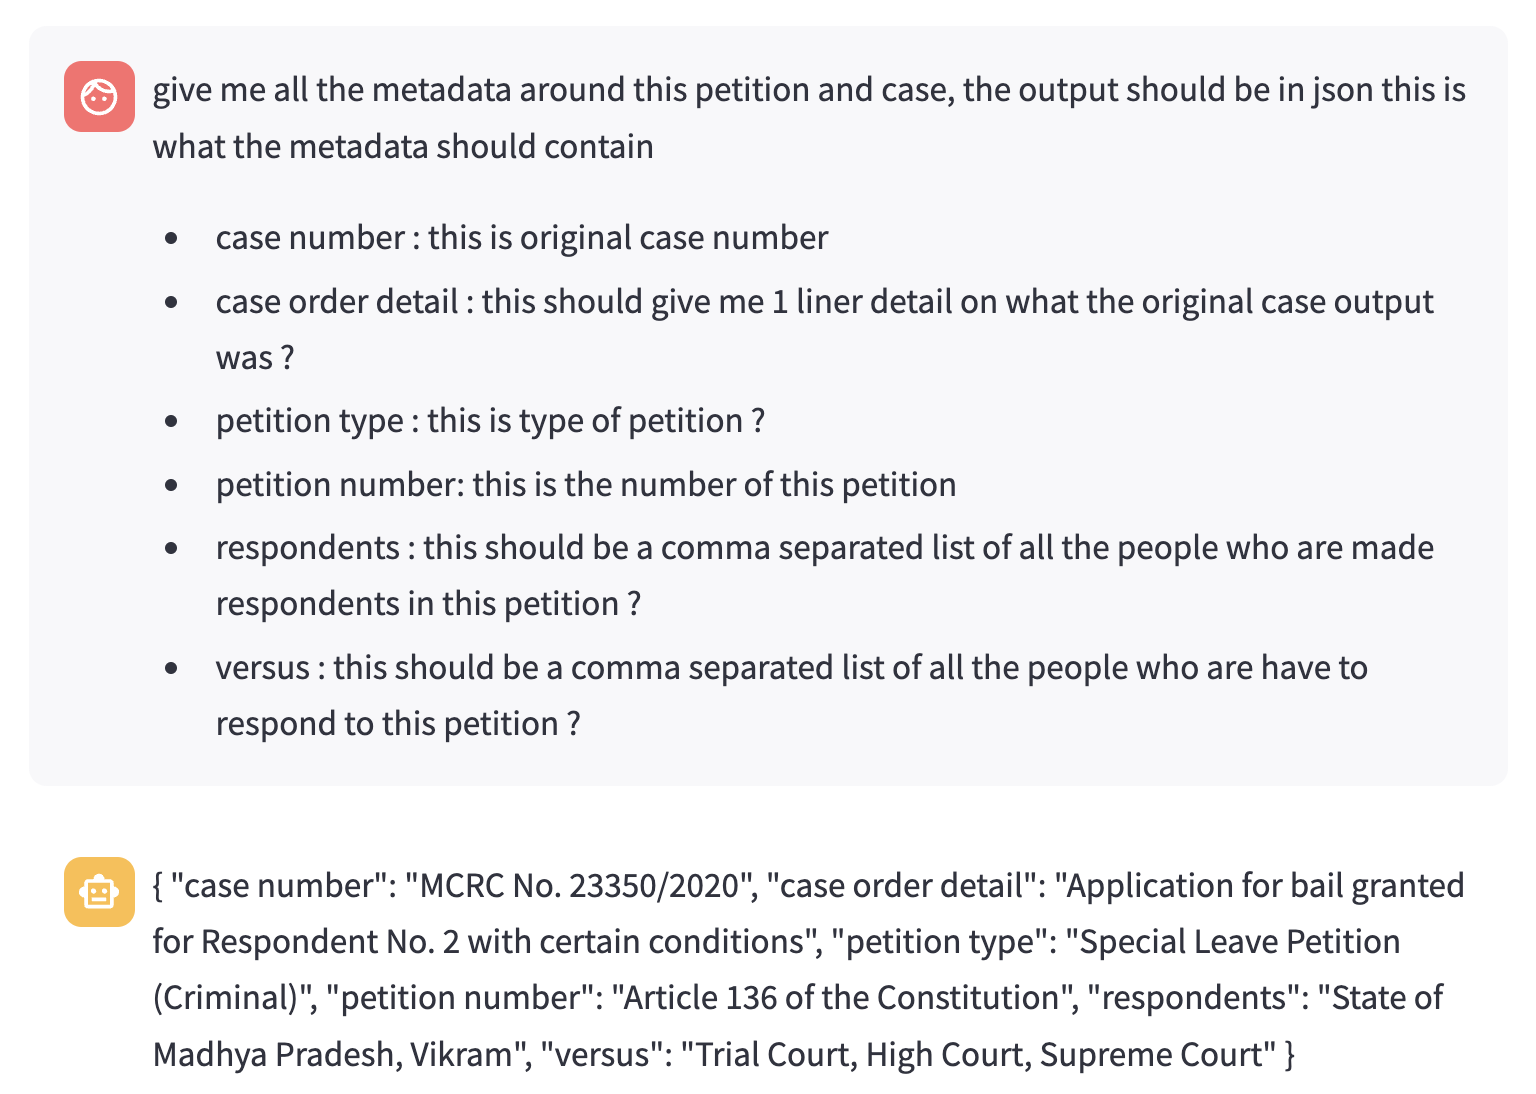 give me all the metadata around this petition and case, the output should be in json this is
what the metadata should contain
case number : this is original case number
case order detail : this should give me 1 liner detail on what the original case output
was ?
petition type : this is type of petition ?
petition number: this is the number of this petition
respondents : this should be a comma separated list of all the people who are made
respondents in this petition ?
versus : this should be a comma separated list of all the people who are have to
respond to this petition ?
{ "case number": "MCRC No. 23350/2020", "case order detail": "Application for bail granted
for Respondent No. 2 with certain conditions", "petition type": "Special Leave Petition
(Criminal)", "petition number": "Article 136 of the Constitution", "respondents": "State of
Madhya Pradesh, Vikram", "versus": "Trial Court, High Court, Supreme Court" }